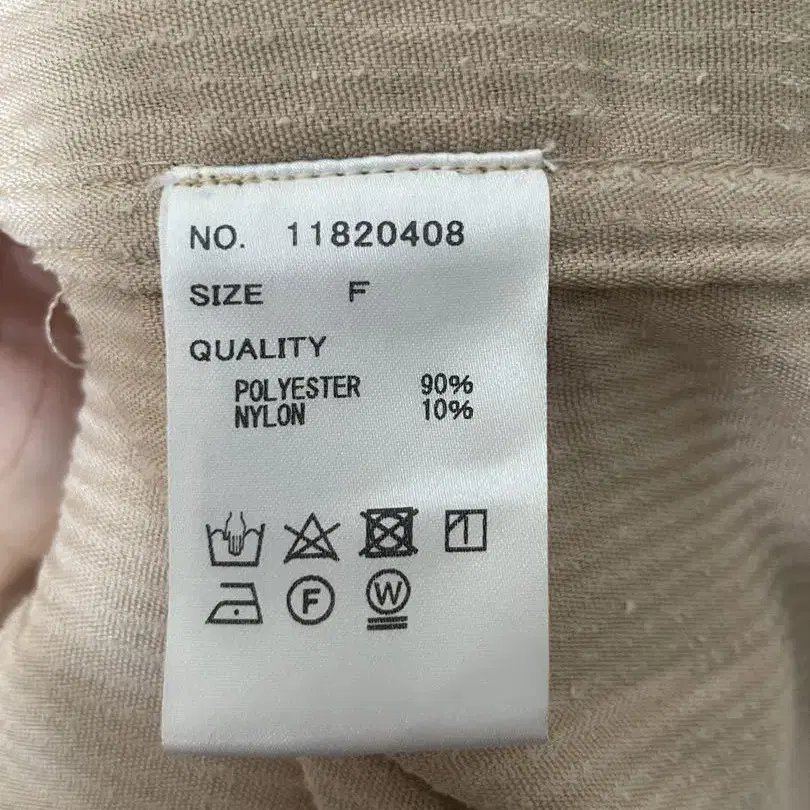 NO. 11820408
SIZE F
QUALITY
POLYESTER 90%
NYLON 10%
F W